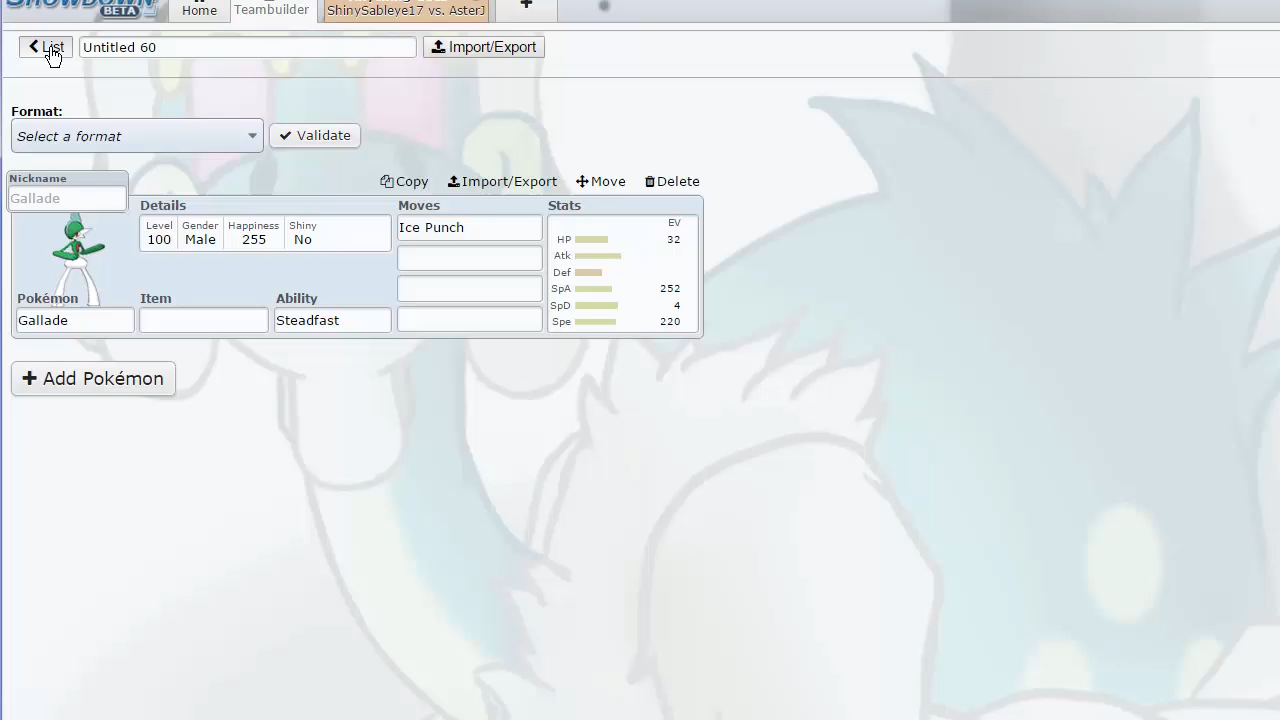 SHOWDOWN
BETA
Home
Teambuilder
ShinySableye17 vs. AsterJ
List
Untitled 60
Import/Export
Format:
Select a format
Validate
Nickname
Gallade
Copy
Import/Export
Move
Delete
Details
Moves
Stats
Level
Gender
Happiness
Shiny
100
Male
255
No
Ice Punch
EV
HP 32
Atk
Def
SpA 252
SpD 4
Spe 220
Pokémon
Item
Ability
Gallade
Steadfast
Add Pokémon